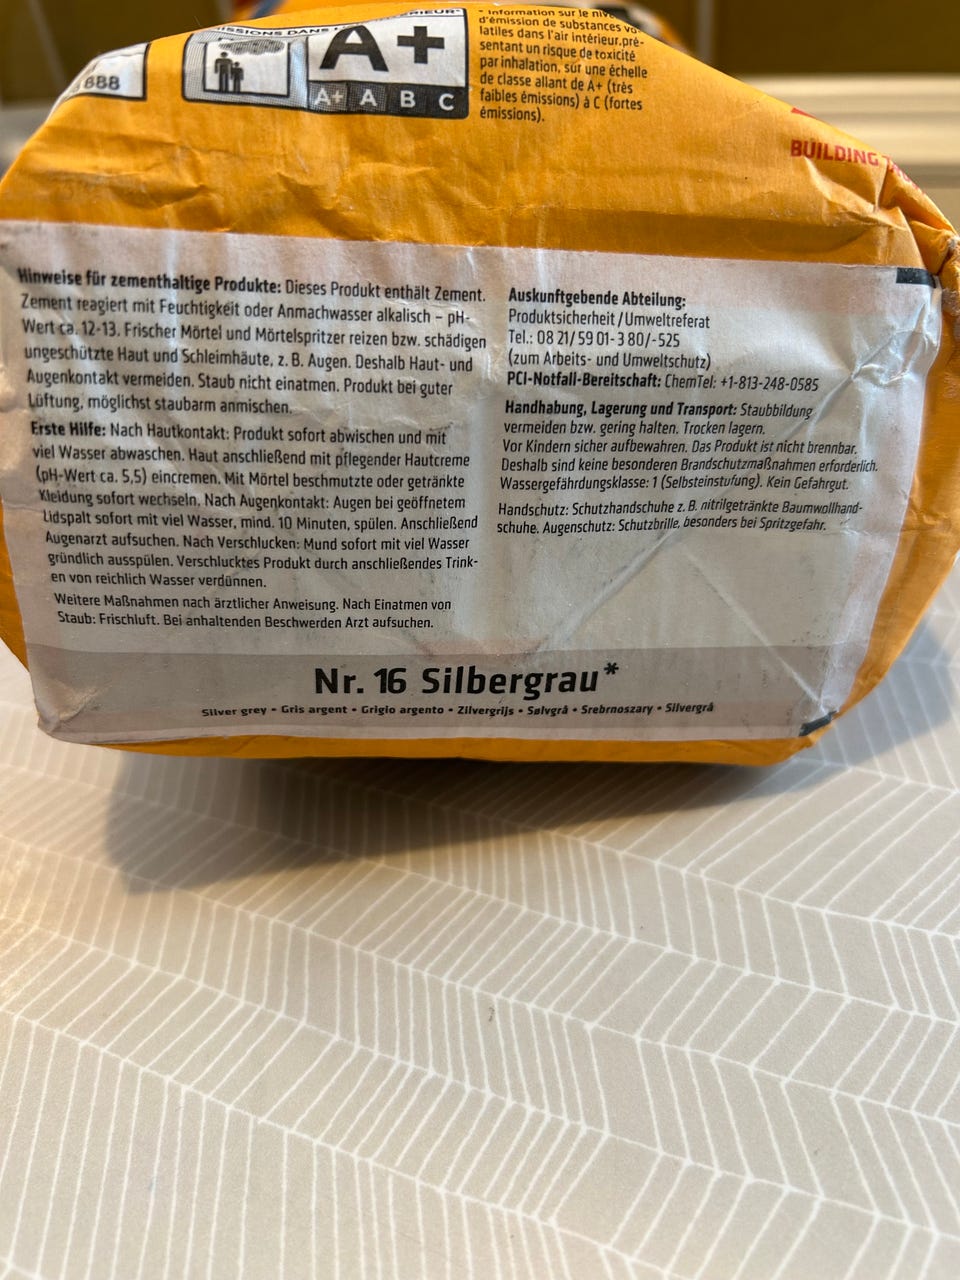 888
A+
A+ A B C
d'émission de substances vo-
latiles dans l'air intérieur, pré-
sentant un risque de toxicité
par inhalation, sur une échelle
de classe allant de A+ (très
faibles émissions) à C (fortes
émissions).
BUILDING
Hinweise für zementhaltige Produkte: Dieses Produkt enthält Zement.
Zement reagiert mit Feuchtigkeit oder Anmachwasser alkalisch – pH-
Wert ca. 12-13. Frischer Mörtel und Mörtelspritzer reizen bzw. schädigen
ungeschützte Haut und Schleimhäute, z. B. Augen. Deshalb Haut- und
Augenkontakt vermeiden. Staub nicht einatmen. Produkt bei guter
Lüftung, möglichst staubarm anmischen.
Erste Hilfe: Nach Hautkontakt: Produkt sofort abwischen und mit
viel Wasser abwaschen. Haut anschließend mit pflegender Hautcreme
(pH-Wert ca. 5,5) eincremen. Mit Mörtel beschmutzte oder getränkte
Kleidung sofort wechseln. Nach Augenkontakt: Augen bei geöffnetem
Lidspalt sofort mit viel Wasser, mind. 10 Minuten, spülen. Anschließend
Augenarzt aufsuchen. Nach Verschlucken: Mund sofort mit viel Wasser
gründlich ausspülen. Verschlucktes Produkt durch anschließendes Trink-
en von reichlich Wasser verdünnen.
Weitere Maßnahmen nach ärztlicher Anweisung. Nach Einatmen von
Staub: Frischluft. Bei anhaltenden Beschwerden Arzt aufsuchen.
Auskunftgebende Abteilung:
Produktsicherheit / Umweltreferat
Tel.: 08 21/ 59 01- 3 80/ -525
(zum Arbeits- und Umweltschutz)
PCI-Notfall-Bereitschaft: ChemTel: +1-813-248-0585
Handhabung, Lagerung und Transport: Staubbildung
vermeiden bzw. gering halten. Trocken lagern.
Vor Kindern sicher aufbewahren. Das Produkt ist nicht brennbar.
Deshalb sind keine besonderen Brandschutzmaßnahmen erforderlich.
Wassergefährdungsklasse: 1 (Selbsteinstufung). Kein Gefahrgut.
Handschutz: Schutzhandschuhe z. B. nitrilgetränkte Baumwollhand-
schuhe. Augenschutz: Schutzbrille, besonders bei Spritzgefahr.
Nr. 16 Silbergrau*
Silver grey • Gris argent • Grigio argento • Zilvergrijs • Sølvgrå • Srebrnoszary • Silvergrå